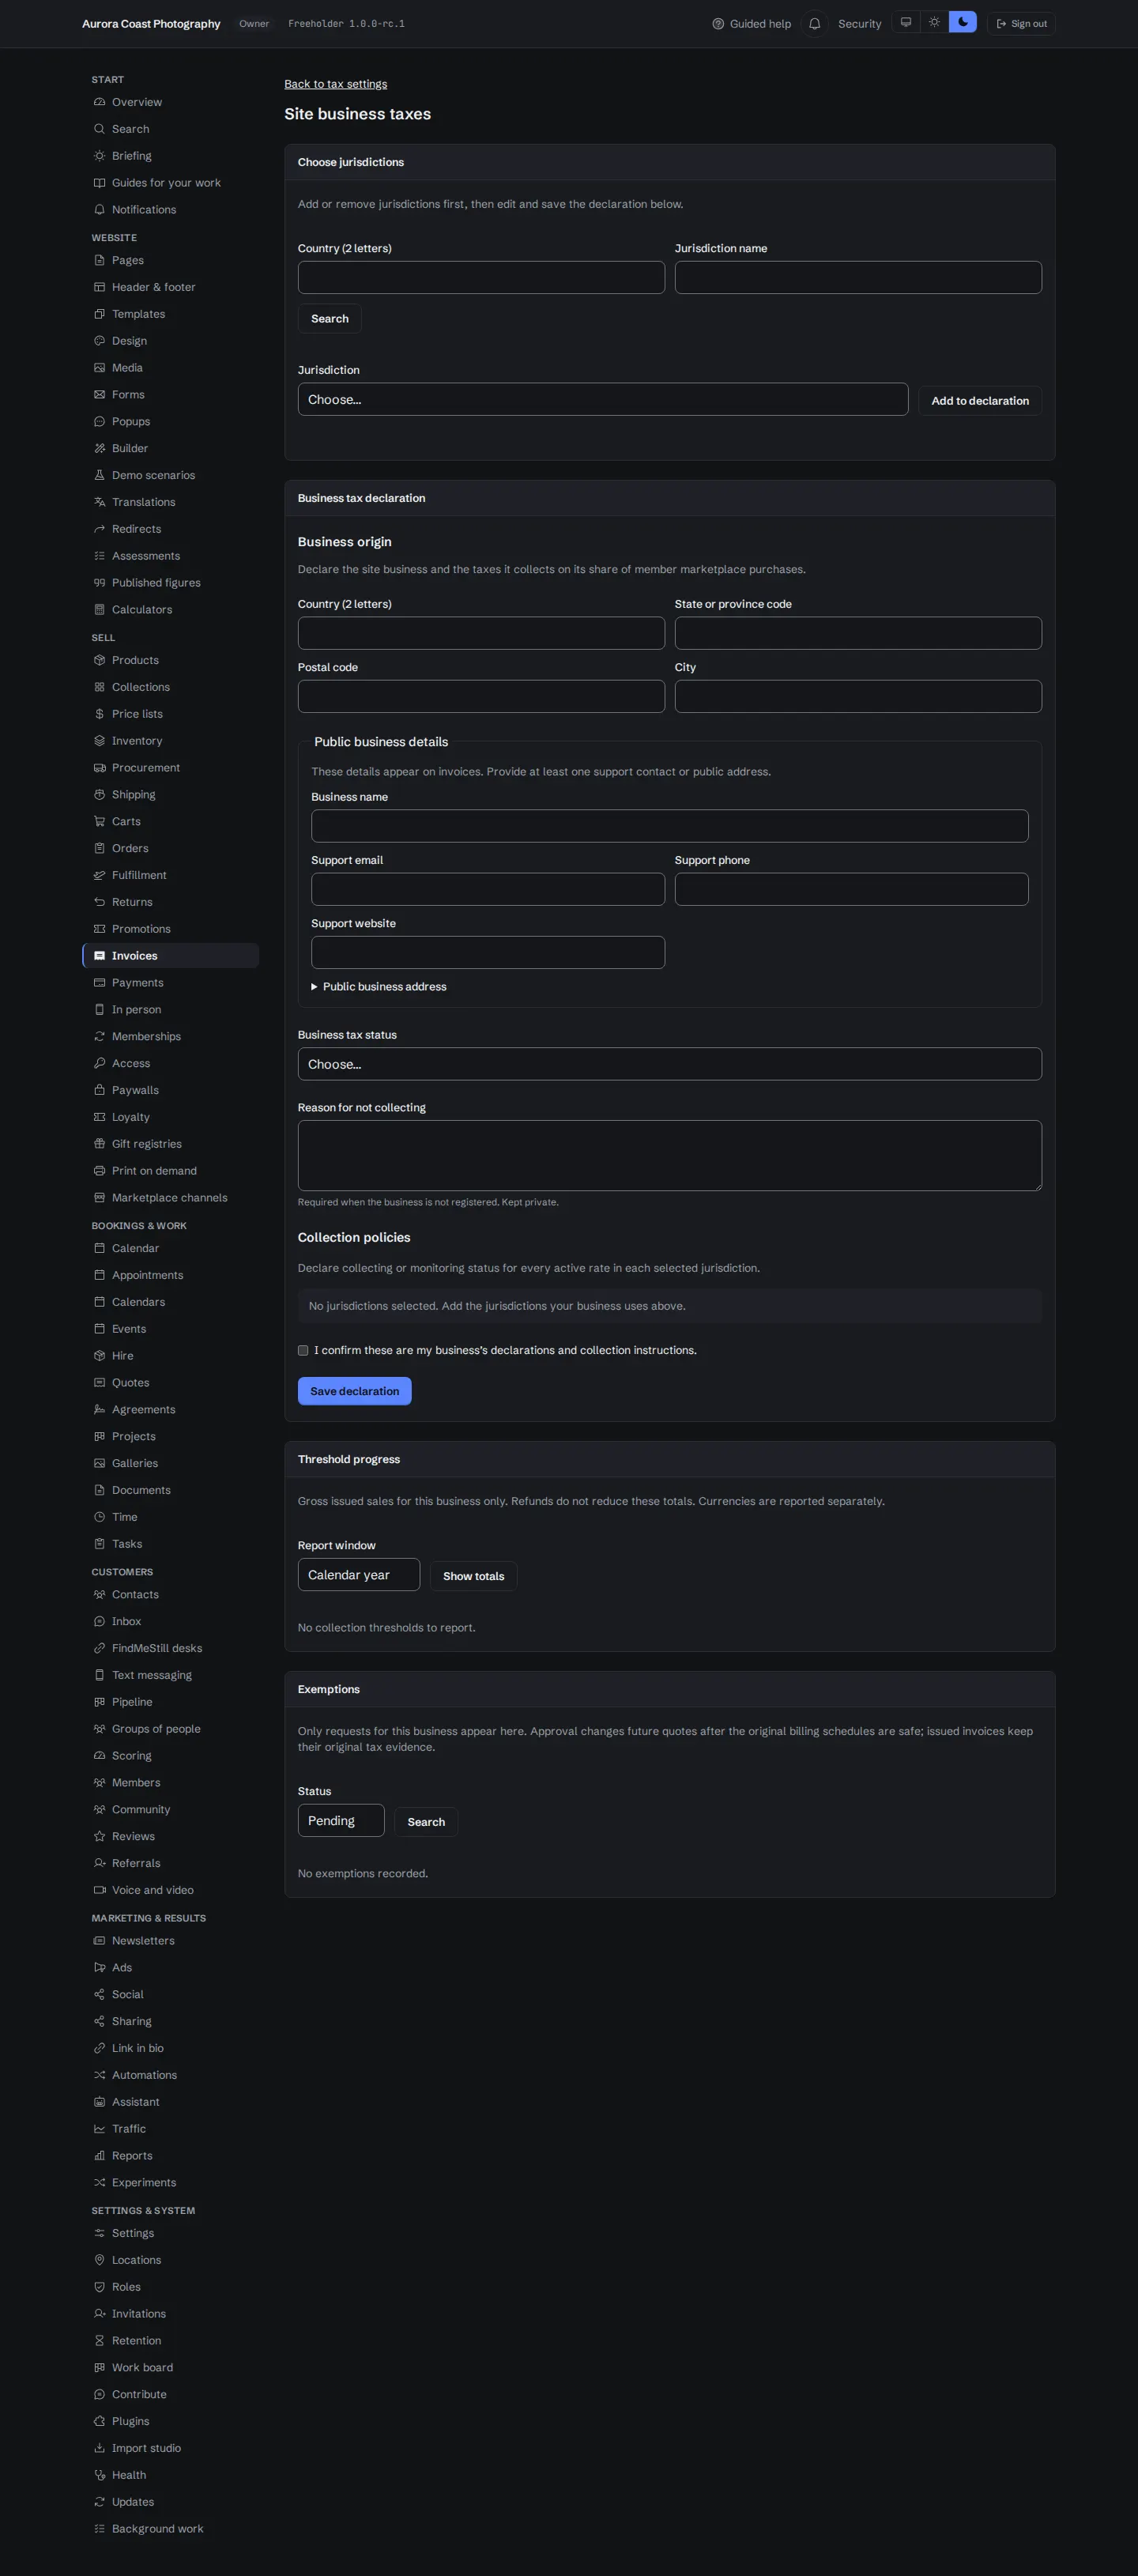 Aurora Coast Photography Owner Freeholder 1.0.0-rc.1 Guided help Security Sign out
START
Overview
Search
Briefing
Guides for your work
Notifications
WEBSITE
Pages
Header & footer
Templates
Design
Media
Forms
Popups
Builder
Demo scenarios
Translations
Redirects
Assessments
Published figures
Calculators
SELL
Products
Collections
Price lists
Inventory
Procurement
Shipping
Carts
Orders
Fulfillment
Returns
Promotions
Invoices
Payments
In person
Memberships
Access
Paywalls
Loyalty
Gift registries
Print on demand
Marketplace channels
BOOKINGS & WORK
Calendar
Appointments
Calendars
Events
Hire
Quotes
Agreements
Projects
Galleries
Documents
Time
Tasks
CUSTOMERS
Contacts
Inbox
FindMeStill desks
Text messaging
Pipeline
Groups of people
Scoring
Members
Community
Reviews
Referrals
Voice and video
MARKETING & RESULTS
Newsletters
Ads
Social
Sharing
Link in bio
Automations
Assistant
Traffic
Reports
Experiments
SETTINGS & SYSTEM
Settings
Locations
Roles
Invitations
Retention
Work board
Contribute
Plugins
Import studio
Health
Updates
Background work
Back to tax settings
Site business taxes
Choose jurisdictions
Add or remove jurisdictions first, then edit and save the declaration below.
Country (2 letters) Jurisdiction name
Search
Jurisdiction
Choose... Add to declaration
Business tax declaration
Business origin
Declare the site business and the taxes it collects on its share of member marketplace purchases.
Country (2 letters) State or province code
Postal code City
Public business details
These details appear on invoices. Provide at least one support contact or public address.
Business name
Support email Support phone
Support website
Public business address
Business tax status
Choose...
Reason for not collecting
Required when the business is not registered. Kept private.
Collection policies
Declare collecting or monitoring status for every active rate in each selected jurisdiction.
No jurisdictions selected. Add the jurisdictions your business uses above.
I confirm these are my business's declarations and collection instructions.
Save declaration
Threshold progress
Gross issued sales for this business only. Refunds do not reduce these totals. Currencies are reported separately.
Report window
Calendar year Show totals
No collection thresholds to report.
Exemptions
Only requests for this business appear here. Approval changes future quotes after the original billing schedules are safe; issued invoices keep
their original tax evidence.
Status
Pending Search
No exemptions recorded.